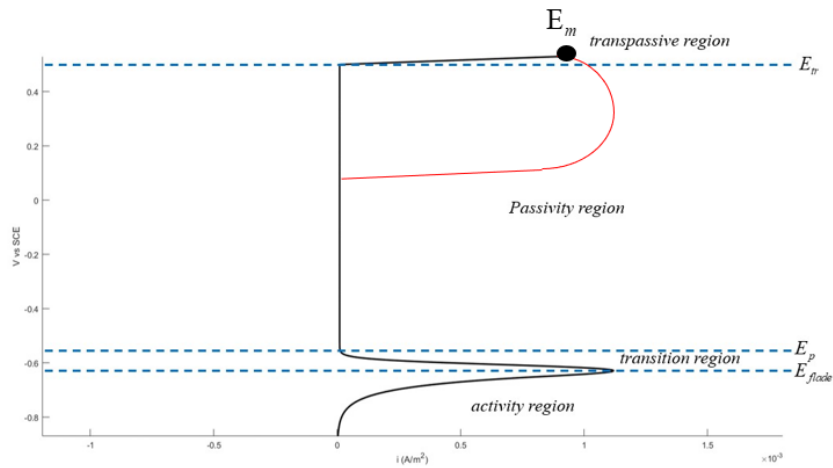 E_m
transpassive region
E_tr
0.4
0.2
0
Passivity region
V vs SCE
-0.2
-0.4
E_p
transition region
-0.6
E_flade
activity region
-0.8
-1
-0.5
0
0.5
1
1.5
i (A/m²)
×10⁻³